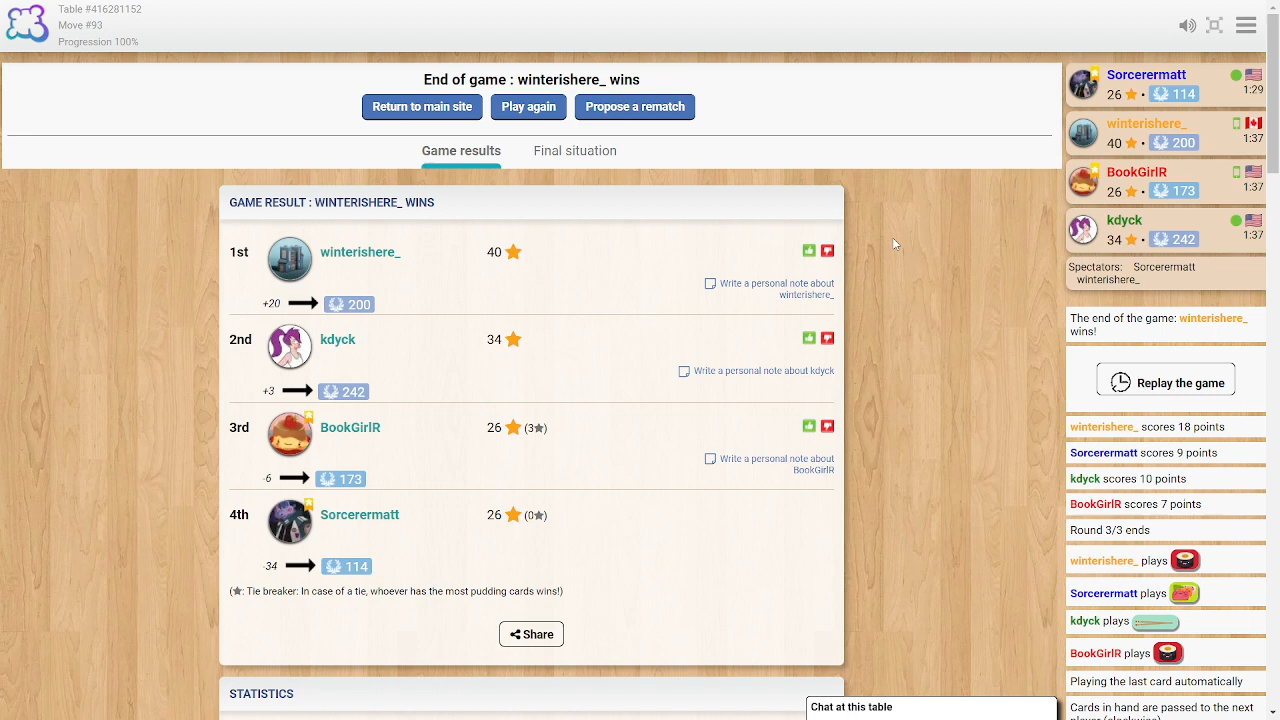 Table #416281152
Move #93
Progression 100%
End of game : winterishere_ wins
Return to main site
Play again
Propose a rematch
Game results
Final situation
GAME RESULT : WINTERISHERE_ WINS
1st
winterishere_
40
Write a personal note about
winterishere_
+20
200
2nd
kdyck
34
Write a personal note about kdyck
+3
242
3rd
BookGirlR
26 (3★)
Write a personal note about
BookGirlR
-6
173
4th
Sorcerermatt
26 (0★)
-34
114
(★: Tie breaker: In case of a tie, whoever has the most pudding cards wins!)
Share
STATISTICS
Sorcerermatt
26 ★ • 114
1:29
winterishere_
40 ★ • 200
1:37
BookGirlR
26 ★ • 173
1:37
kdyck
34 ★ • 242
1:37
Spectators: Sorcerermatt
winterishere_
The end of the game: winterishere_
wins!
Replay the game
winterishere_ scores 18 points
Sorcerermatt scores 9 points
kdyck scores 10 points
BookGirlR scores 7 points
Round 3/3 ends
winterishere_ plays
Sorcerermatt plays
kdyck plays
BookGirlR plays
Playing the last card automatically
Cards in hand are passed to the next
Chat at this table